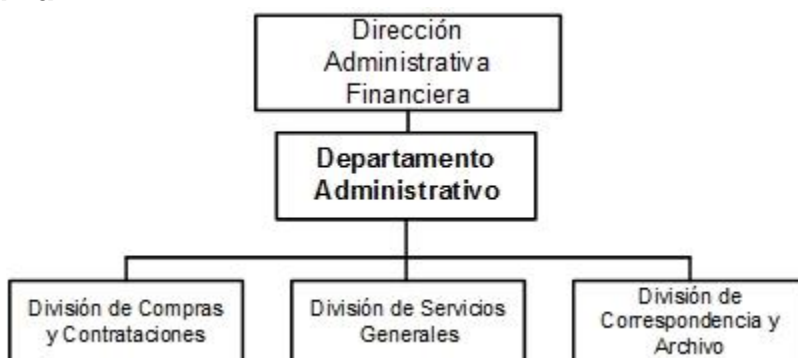 Dirección
Administrativa
Financiera
Departamento
Administrativo
División de Compras
y Contrataciones
División de Servicios
Generales
División de
Correspondencia y
Archivo